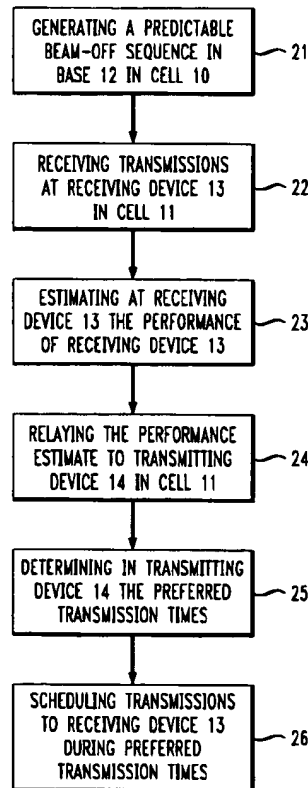 GENERATING A PREDICTABLE
BEAM-OFF SEQUENCE IN
BASE 12 IN CELL 10
21
RECEIVING TRANSMISSIONS
AT RECEIVING DEVICE 13
IN CELL 11
22
ESTIMATING AT RECEIVING
DEVICE 13 THE PERFORMANCE
OF RECEIVING DEVICE 13
23
RELAYING THE PERFORMANCE
ESTIMATE TO TRANSMITTING
DEVICE 14 IN CELL 11
24
DETERMINING IN TRANSMITTING
DEVICE 14 THE PREFERRED
TRANSMISSION TIMES
25
SCHEDULING TRANSMISSIONS
TO RECEIVING DEVICE 13
DURING PREFERRED
TRANSMISSION TIMES
26